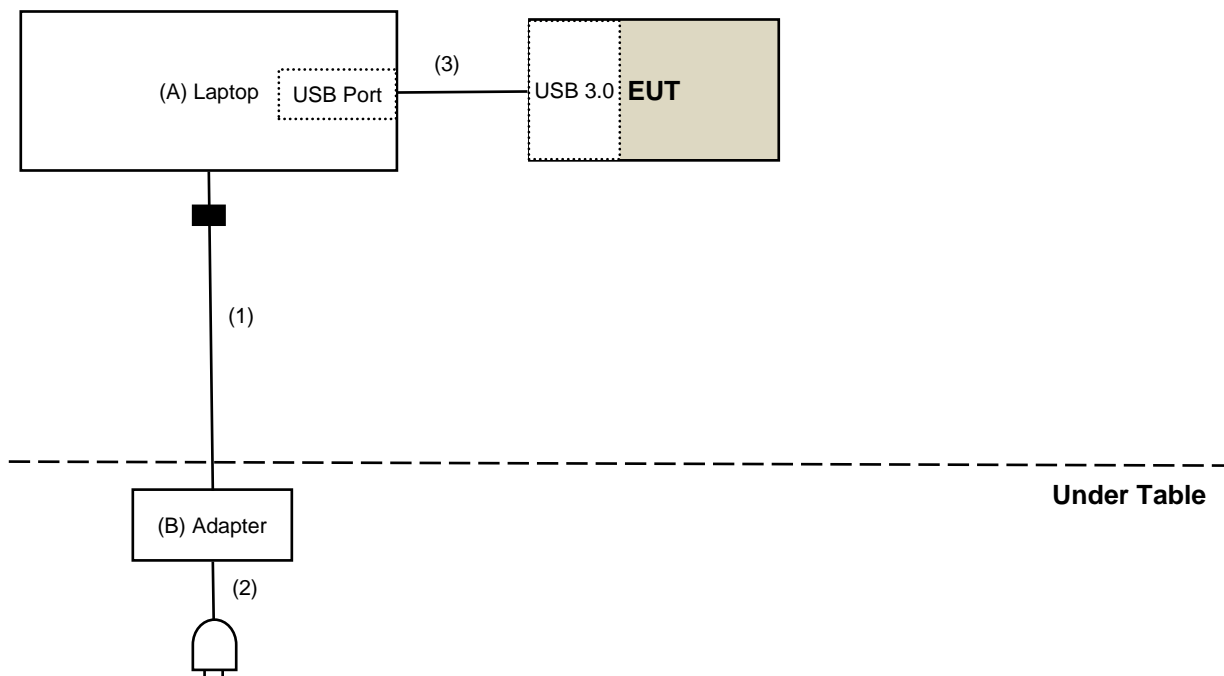 (A) Laptop
USB Port
(3)
USB 3.0
EUT
(1)
Under Table
(B) Adapter
(2)